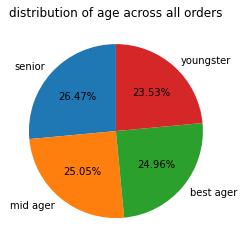 distribution of age across all orders
senior
26.47%
youngster
23.53%
mid ager
25.05%
best ager
24.96%